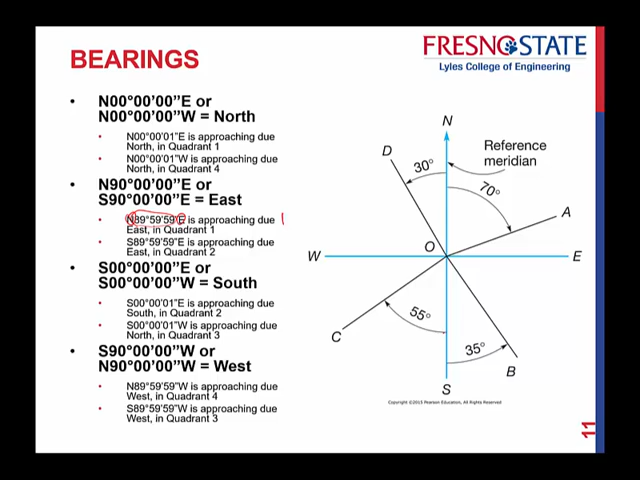 BEARINGS
FRESNO STATE
Lyles College of Engineering
• N00°00'00"E or
N00°00'00"W = North
• N00°00'01"E is approaching due
North, in Quadrant 1
• N00°00'01"W is approaching due
North, in Quadrant 4
• N90°00'00"E or
S90°00'00"E = East
• N89°59'59"E is approaching due
East, in Quadrant 1
• S89°59'59"E is approaching due
East, in Quadrant 2
• S00°00'00"E or
S00°00'00"W = South
• S00°00'01"E is approaching due
South, in Quadrant 2
• S00°00'01"W is approaching due
North, in Quadrant 3
• S90°00'00"W or
N90°00'00"W = West
• N89°59'59"W is approaching due
West, in Quadrant 4
• S89°59'59"W is approaching due
West, in Quadrant 3
N
D
30°
Reference
meridian
70°
A
O
W
E
55°
C
35°
B
S
Copyright ©2015 Pearson Education, All Rights Reserved
11